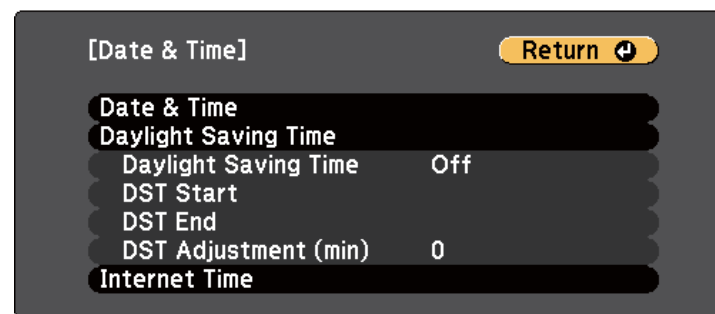 [Date & Time] Return
Date & Time
Daylight Saving Time
Daylight Saving Time Off
DST Start
DST End
DST Adjustment (min) 0
Internet Time